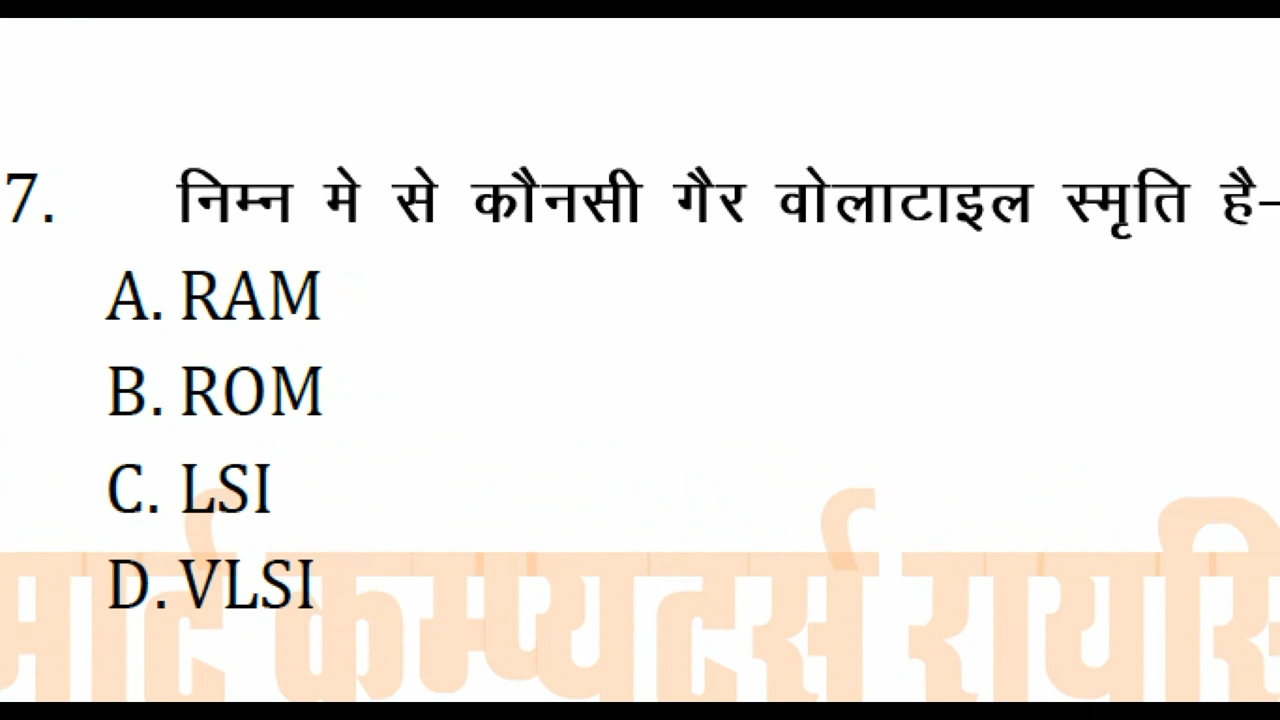 7. निम्न मे से कौनसी गैर वोलाटाइल स्मृति है-
A. RAM
B. ROM
C. LSI
D. VLSI